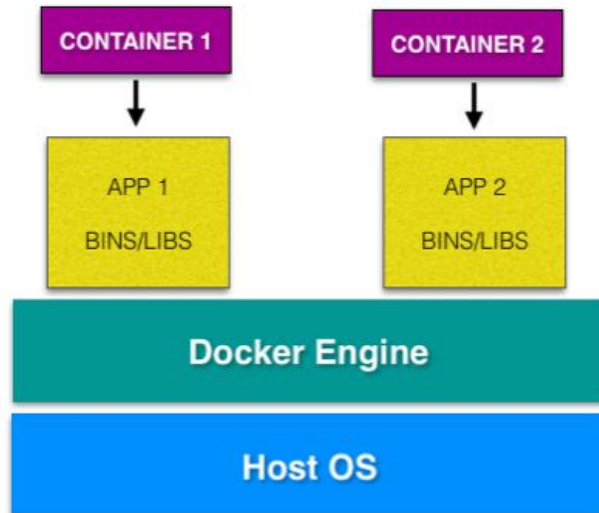 CONTAINER 1
CONTAINER 2
APP 1
BINS/LIBS
APP 2
BINS/LIBS
Docker Engine
Host OS